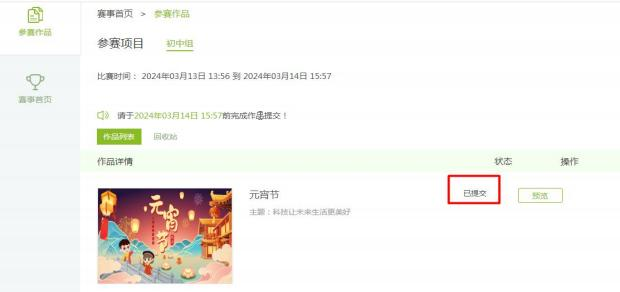 赛事首页 > 参赛作品
参赛作品
参赛项目 初中组
比赛时间： 2024年03月13日 13:56 到 2024年03月14日 15:57
赛事首页
请于2024年03月14日 15:57前完成作品提交！
作品列表 回收站
作品详情 状态 操作
元宵节 已提交 预览
主题：科技让未来生活更美好
元宵节